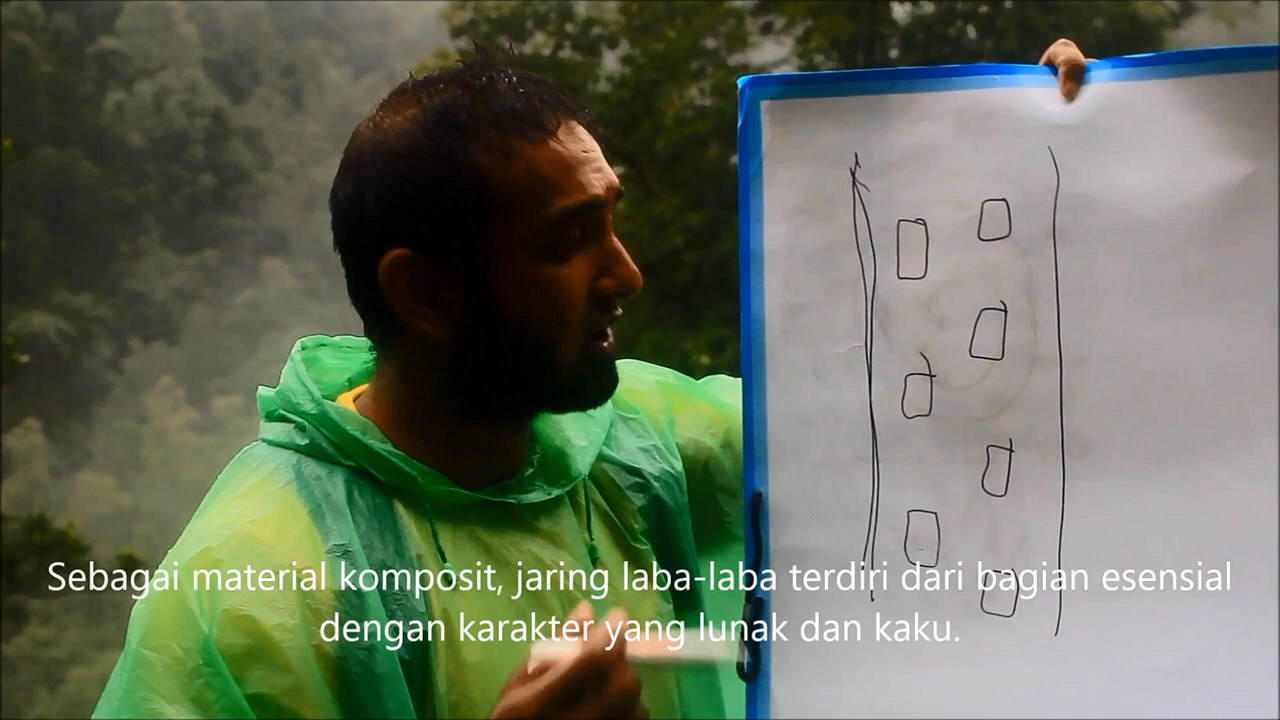 Sebagai material komposit, jaring laba-laba terdiri dari bagian esensial
dengan karakter yang lunak dan kaku.